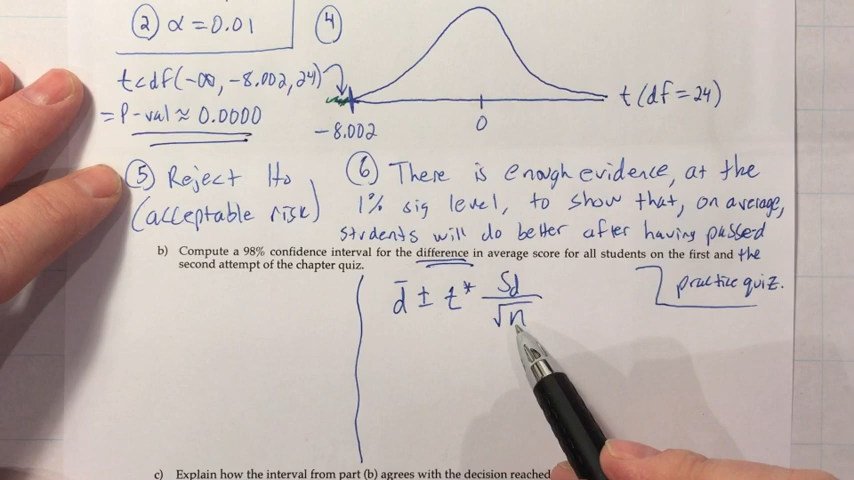 ② α = 0.01
④
tcdf(-∞, -8.002, 24)
= P-val ≈ 0.0000
-8.002
0
t (df = 24)
⑤ Reject Ho
(acceptable risk)
⑥ There is enough evidence, at the
1% sig level, to show that, on average,
students will do better after having passed
the
practice quiz.
b) Compute a 98% confidence interval for the difference in average score for all students on the first and
second attempt of the chapter quiz.
d̄ ± t* Sd/√n
c) Explain how the interval from part (b) agrees with the decision reached